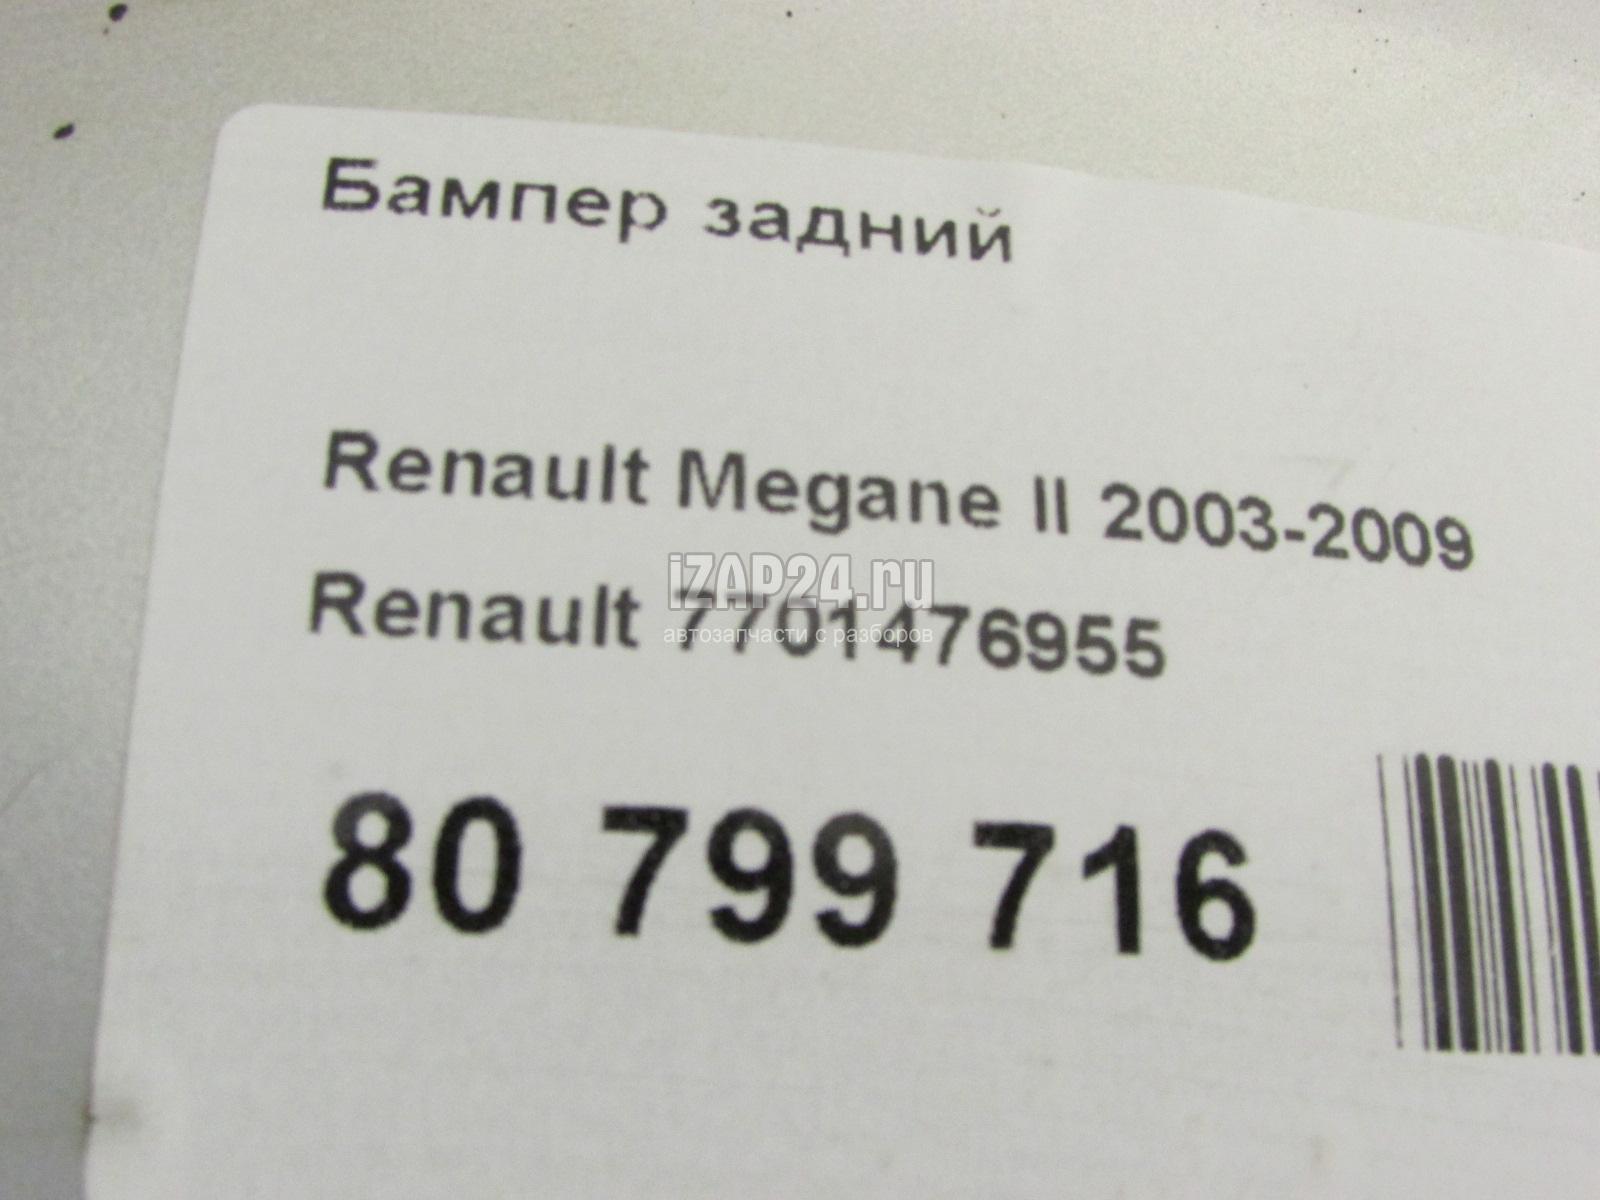 Бампер задний
Renault Megane II 2003-2009
iZAP24.ru
Renault 7701476955
автозапчасти с разборов
80 799 716